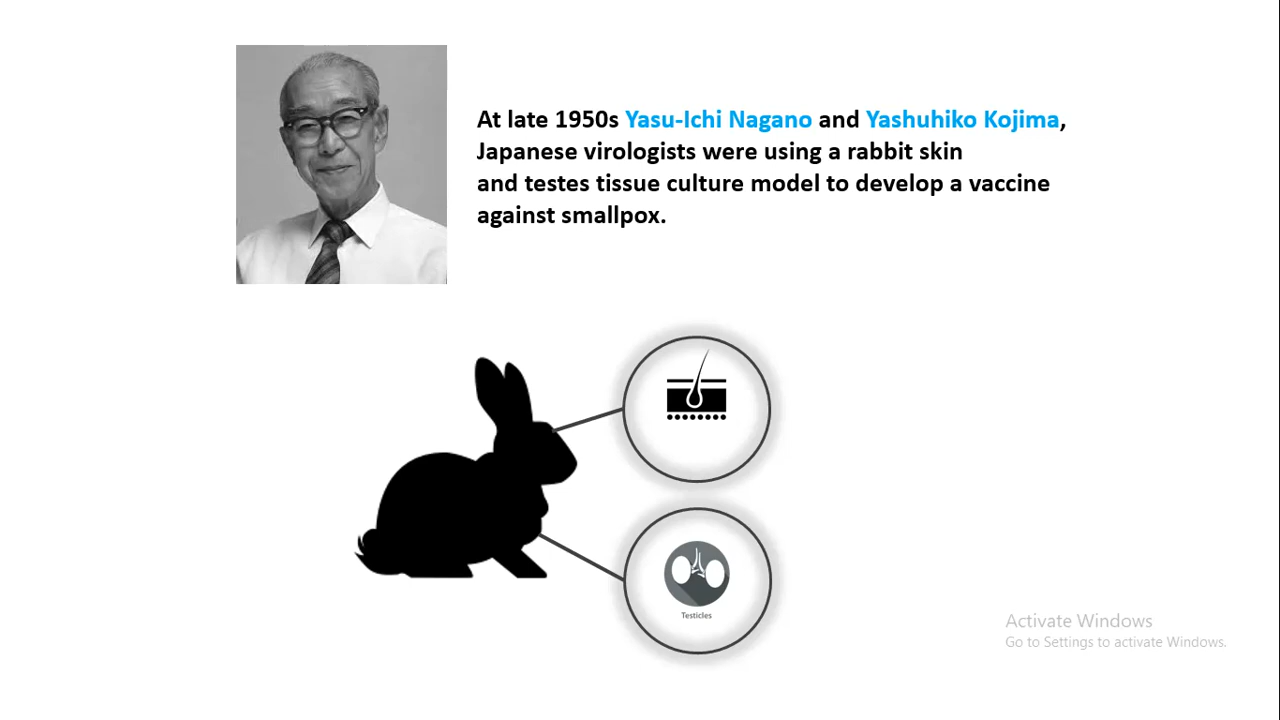 At late 1950s Yasu-Ichi Nagano and Yashuhiko Kojima,
Japanese virologists were using a rabbit skin
and testes tissue culture model to develop a vaccine
against smallpox.
Testicles
Activate Windows
Go to Settings to activate Windows.